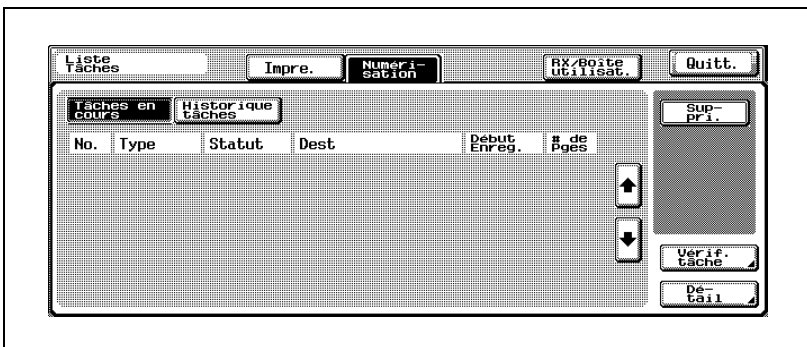 Liste
Tâches
Impre.
Numéri-
sation
RX/Boîte
utilisat.
Quitt.
Tâches en
cours
Historique
tâches
Sup-
pri.
No. Type Statut Dest Début
Enreg. # de
Pges
Vérif.
tâche
Dé-
tail